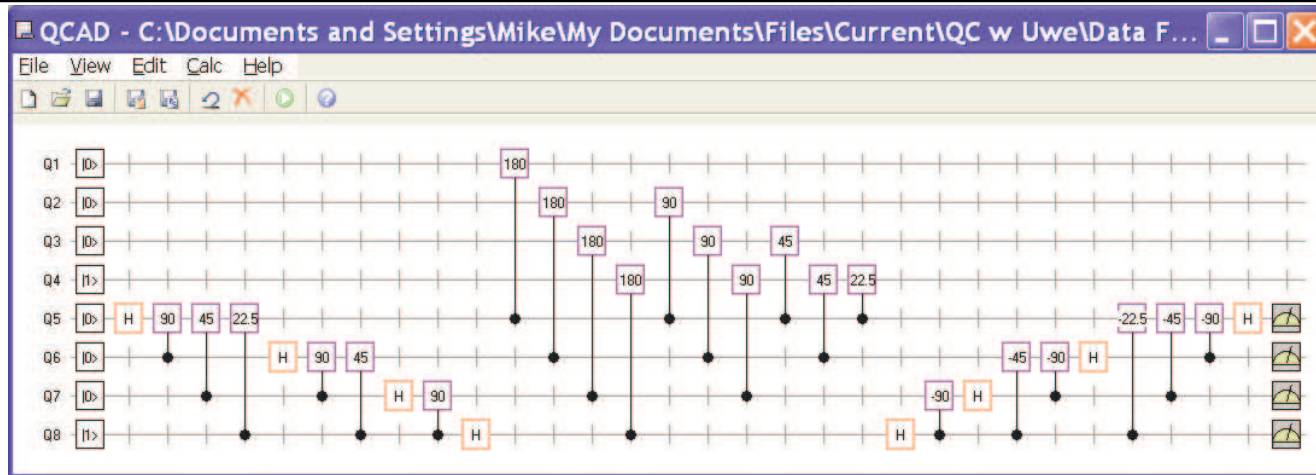 QCAD - C:\Documents and Settings\Mike\My Documents\Files\Current\QC w Uwe\Data F...
File View Edit Calc Help
Q1 |0> 180
Q2 |0> 180 90
Q3 |0> 180 90 45
Q4 |1> 180 90 45 22.5
Q5 |0> H 90 45 22.5 -22.5 -45 -90 H
Q6 |0> H 90 45 -45 -90 H
Q7 |0> H 90 -90 H
Q8 |1> H H